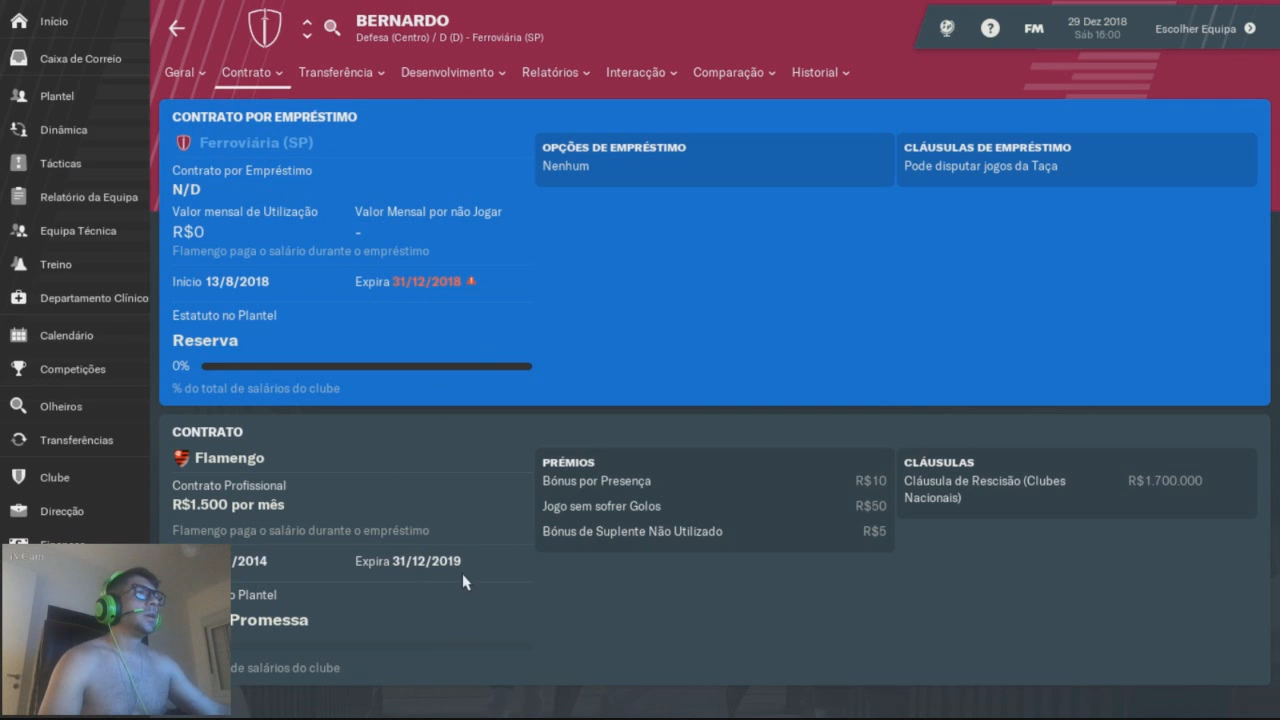 Início
Caixa de Correio
Plantel
Dinâmica
Tácticas
Relatório da Equipa
Equipa Técnica
Treino
Departamento Clínico
Calendário
Competições
Olheiros
Transferências
Clube
Direcção
BERNARDO
Defesa (Centro) / D (D) - Ferroviária (SP)
FM
29 Dez 2018
Sáb 16:00
Escolher Equipa
Geral
Contrato
Transferência
Desenvolvimento
Relatórios
Interacção
Comparação
Historial
CONTRATO POR EMPRÉSTIMO
Ferroviária (SP)
Contrato por Empréstimo
N/D
Valor mensal de Utilização
Valor Mensal por não Jogar
R$0
-
Flamengo paga o salário durante o empréstimo
Início 13/8/2018
Expira 31/12/2018
Estatuto no Plantel
Reserva
0%
% do total de salários do clube
OPÇÕES DE EMPRÉSTIMO
Nenhum
CLÁUSULAS DE EMPRÉSTIMO
Pode disputar jogos da Taça
CONTRATO
Flamengo
Contrato Profissional
R$1.500 por mês
Flamengo paga o salário durante o empréstimo
/2014
Expira 31/12/2019
o Plantel
Promessa
de salários do clube
PRÉMIOS
Bónus por Presença R$10
Jogo sem sofrer Golos R$50
Bónus de Suplente Não Utilizado R$5
CLÁUSULAS
Cláusula de Rescisão (Clubes R$1.700.000
Nacionais)